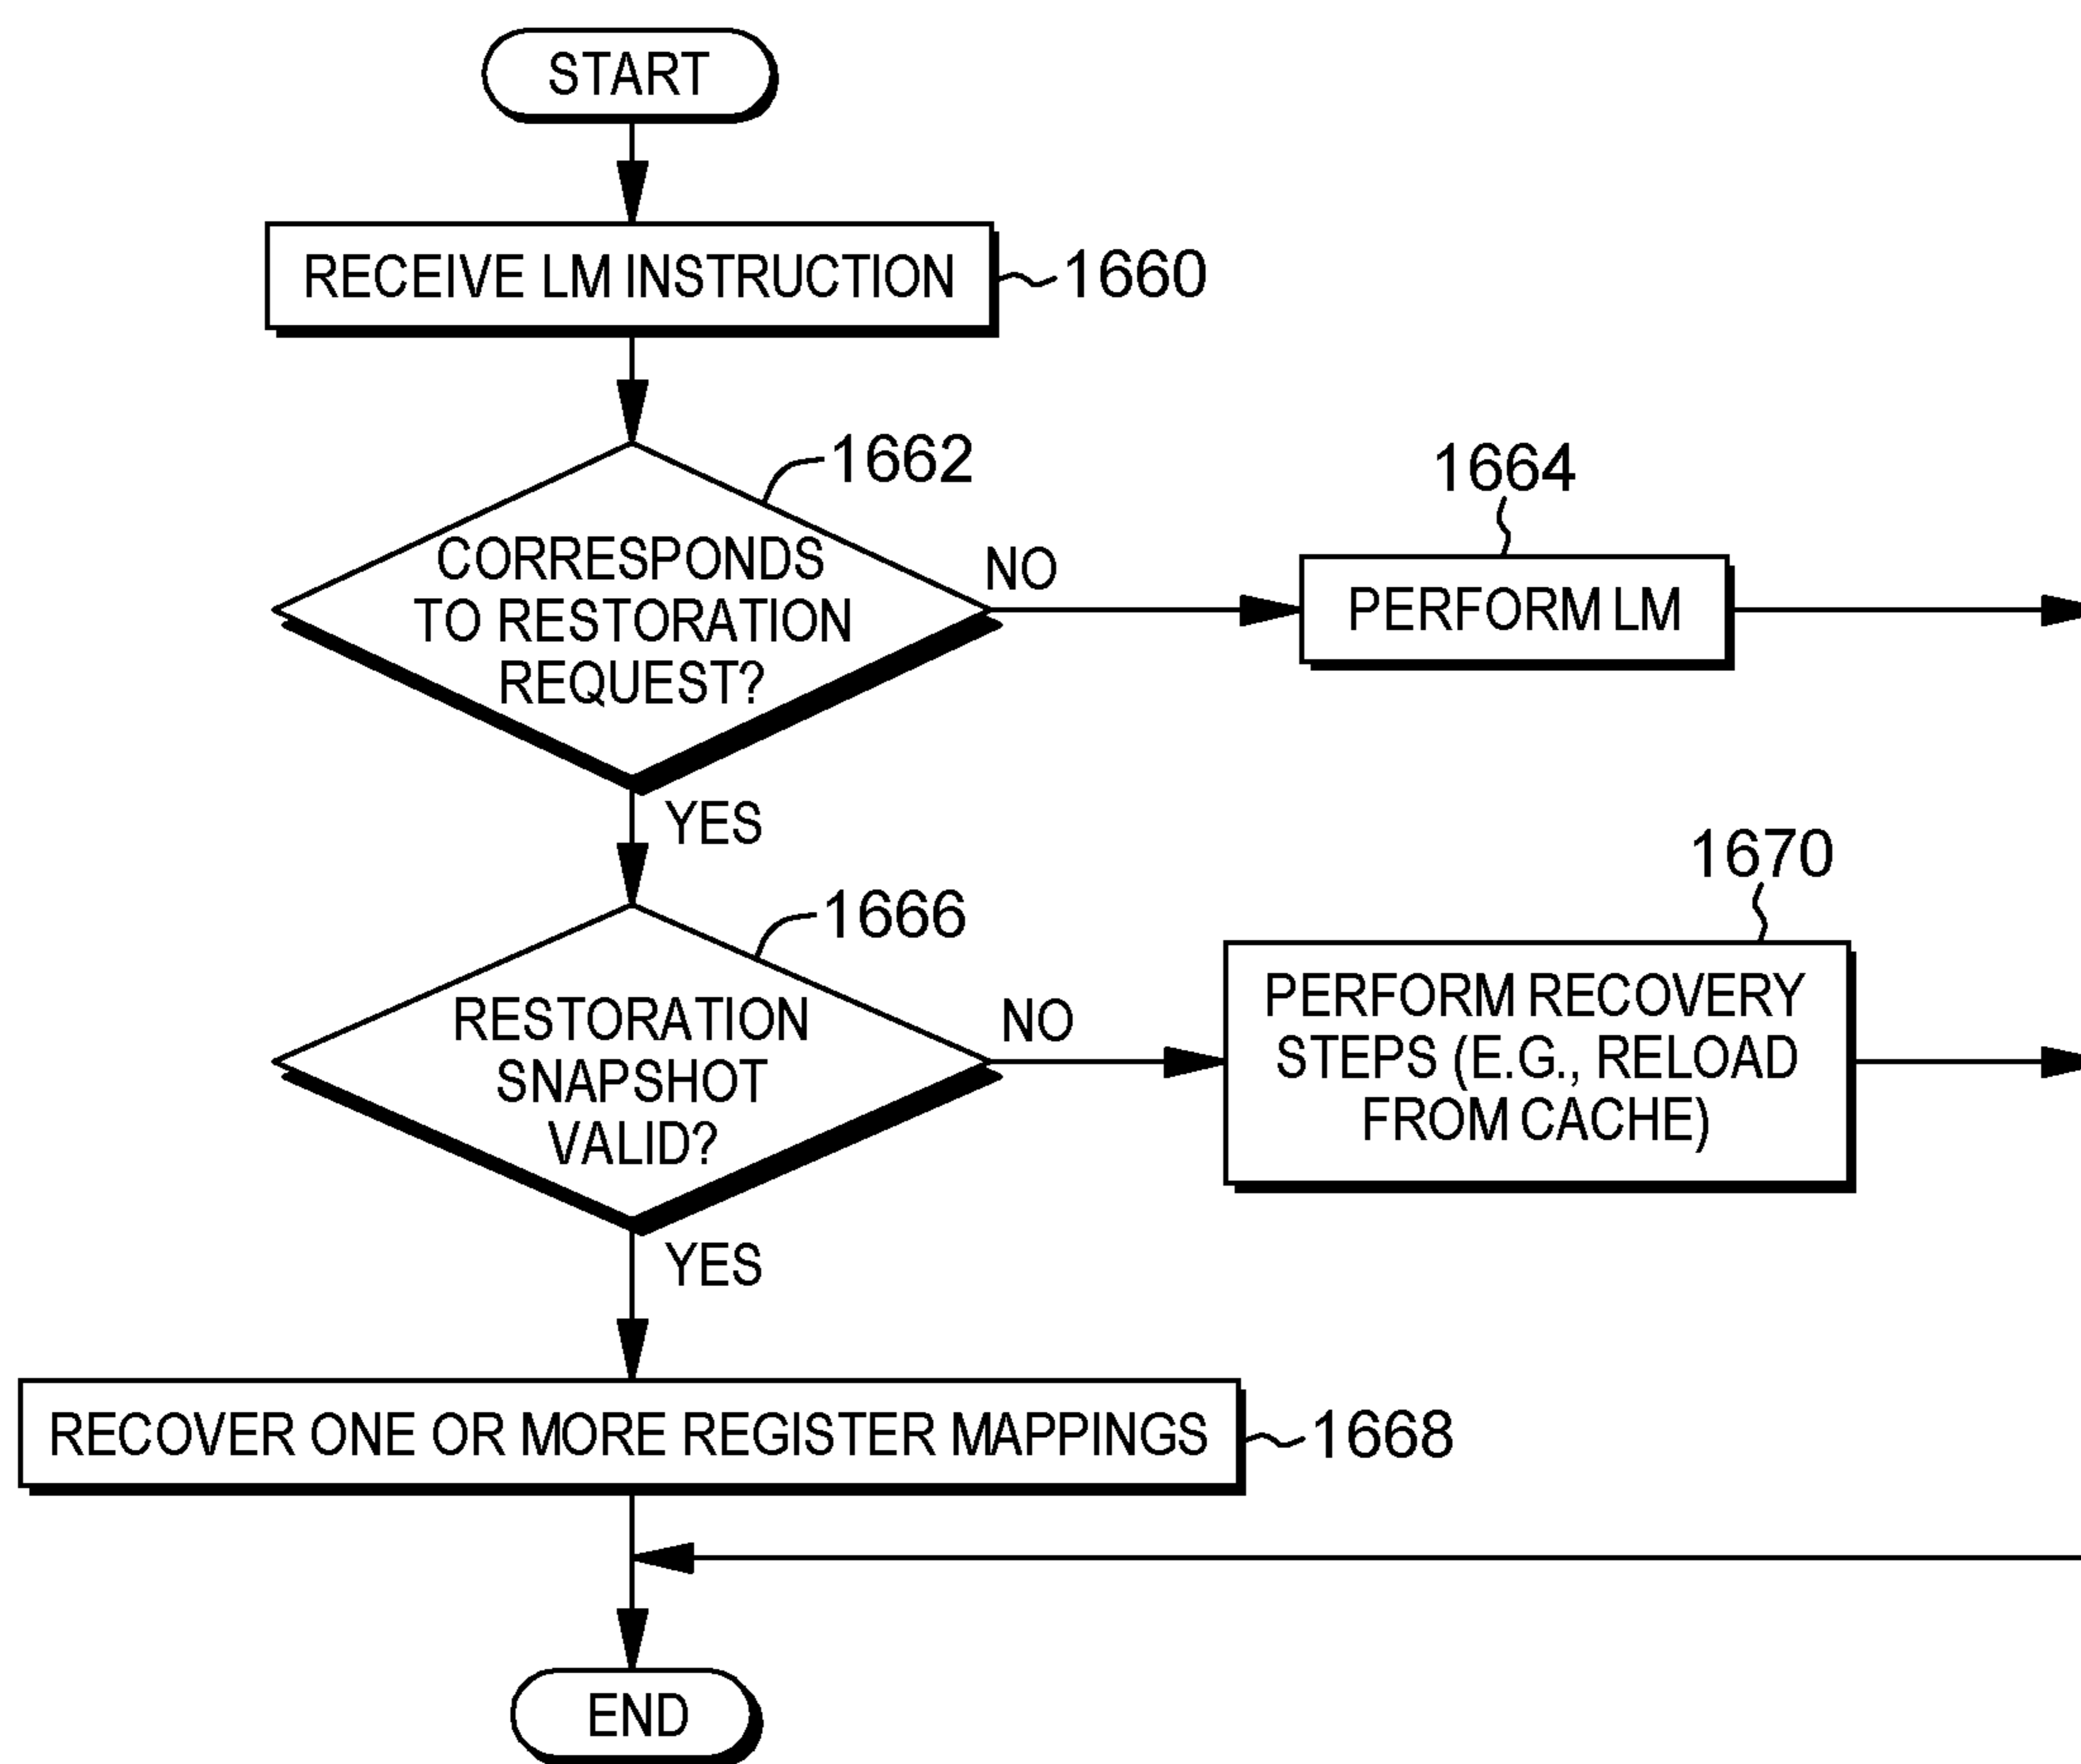 START
RECEIVE LM INSTRUCTION
1660
1662
CORRESPONDS
TO RESTORATION
REQUEST?
NO
1664
PERFORM LM
YES
1666
RESTORATION
SNAPSHOT
VALID?
NO
1670
PERFORM RECOVERY
STEPS (E.G., RELOAD
FROM CACHE)
YES
RECOVER ONE OR MORE REGISTER MAPPINGS
1668
END